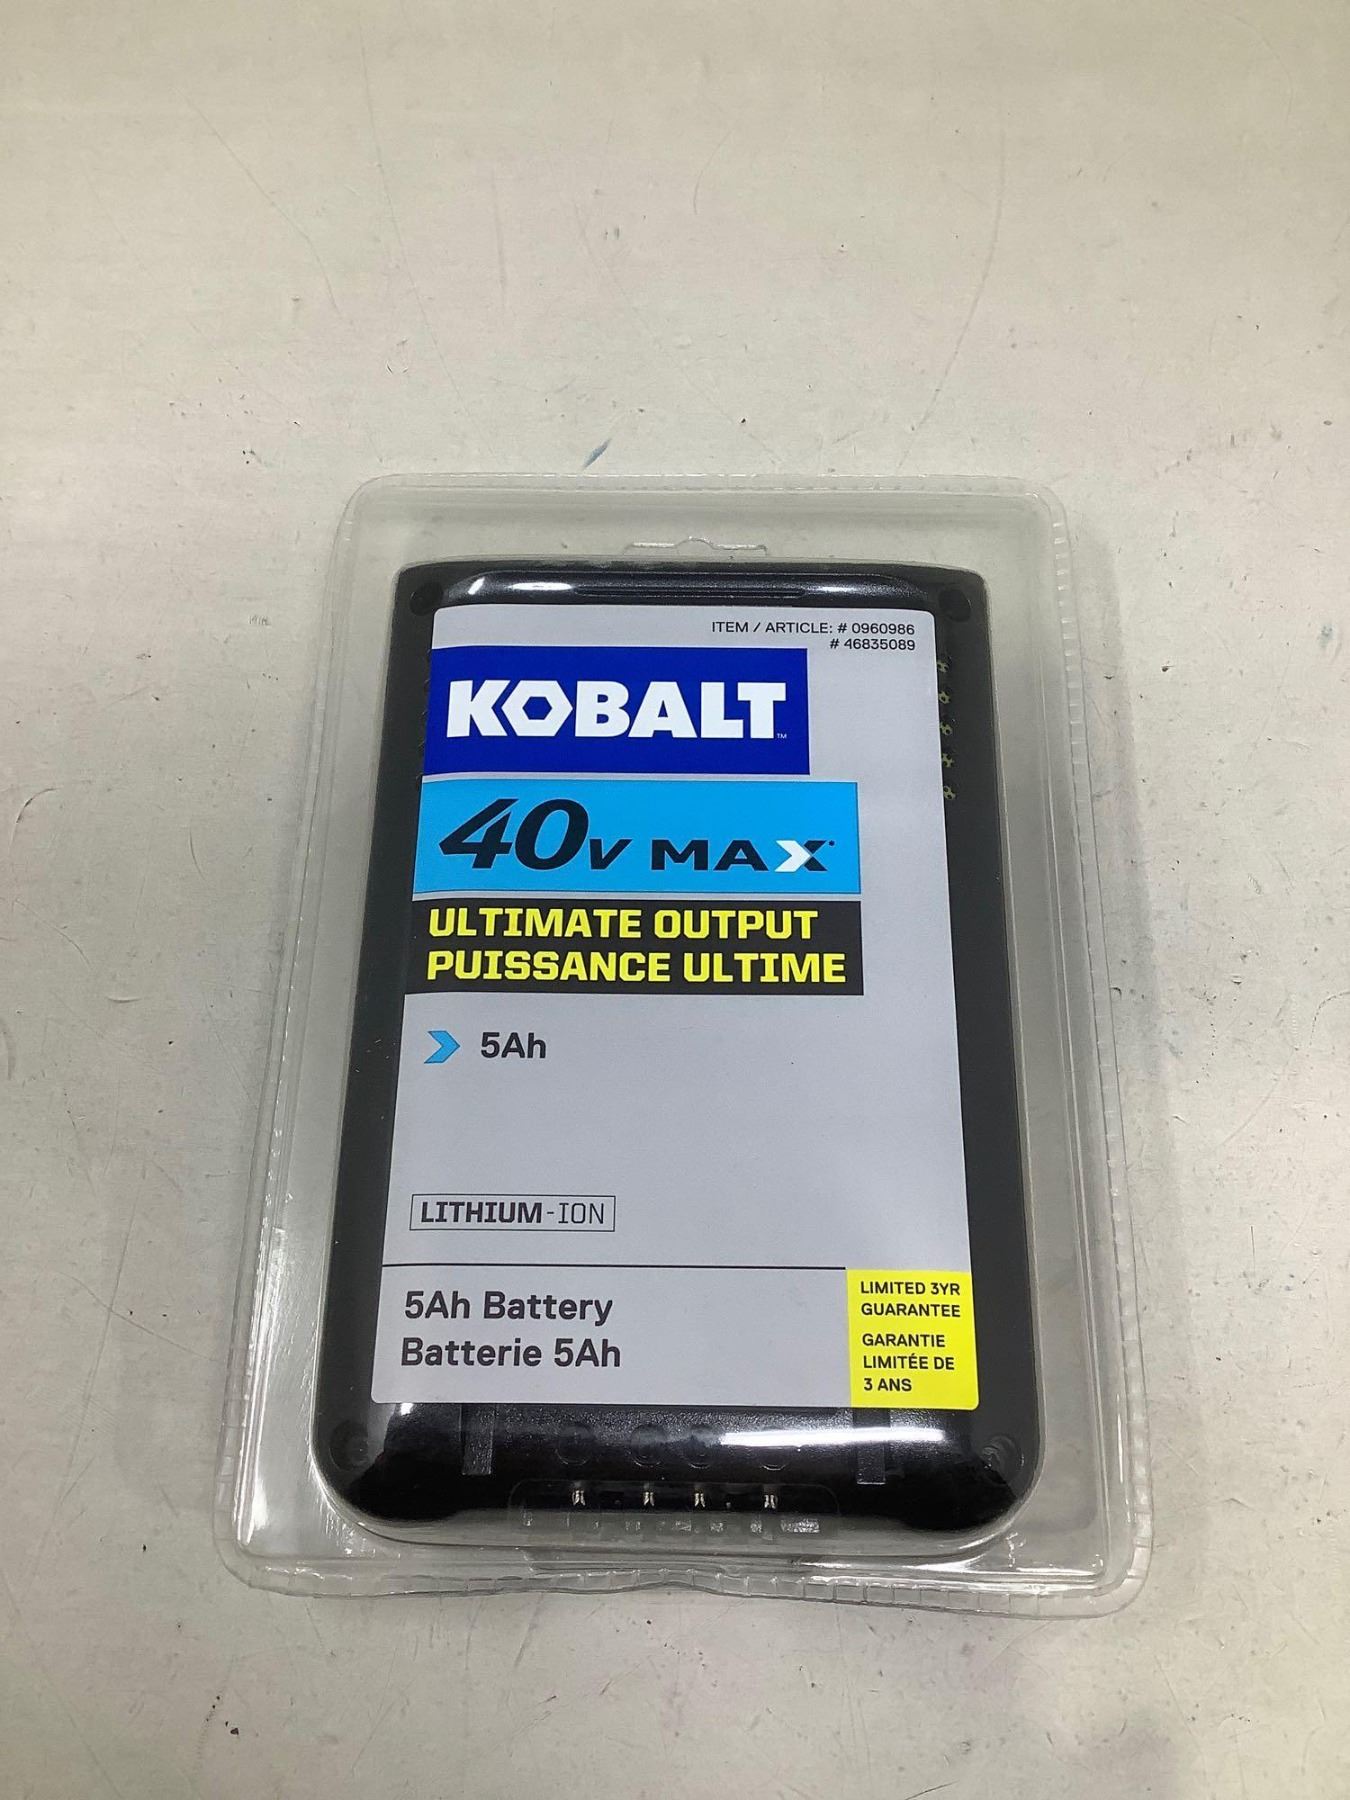 ITEM / ARTICLE: # 0960986
# 46835089
KOBALT™
40V MAX*
ULTIMATE OUTPUT
PUISSANCE ULTIME
5Ah
LITHIUM-ION
5Ah Battery
Batterie 5Ah
LIMITED 3YR
GUARANTEE
GARANTIE
LIMITÉE DE
3 ANS